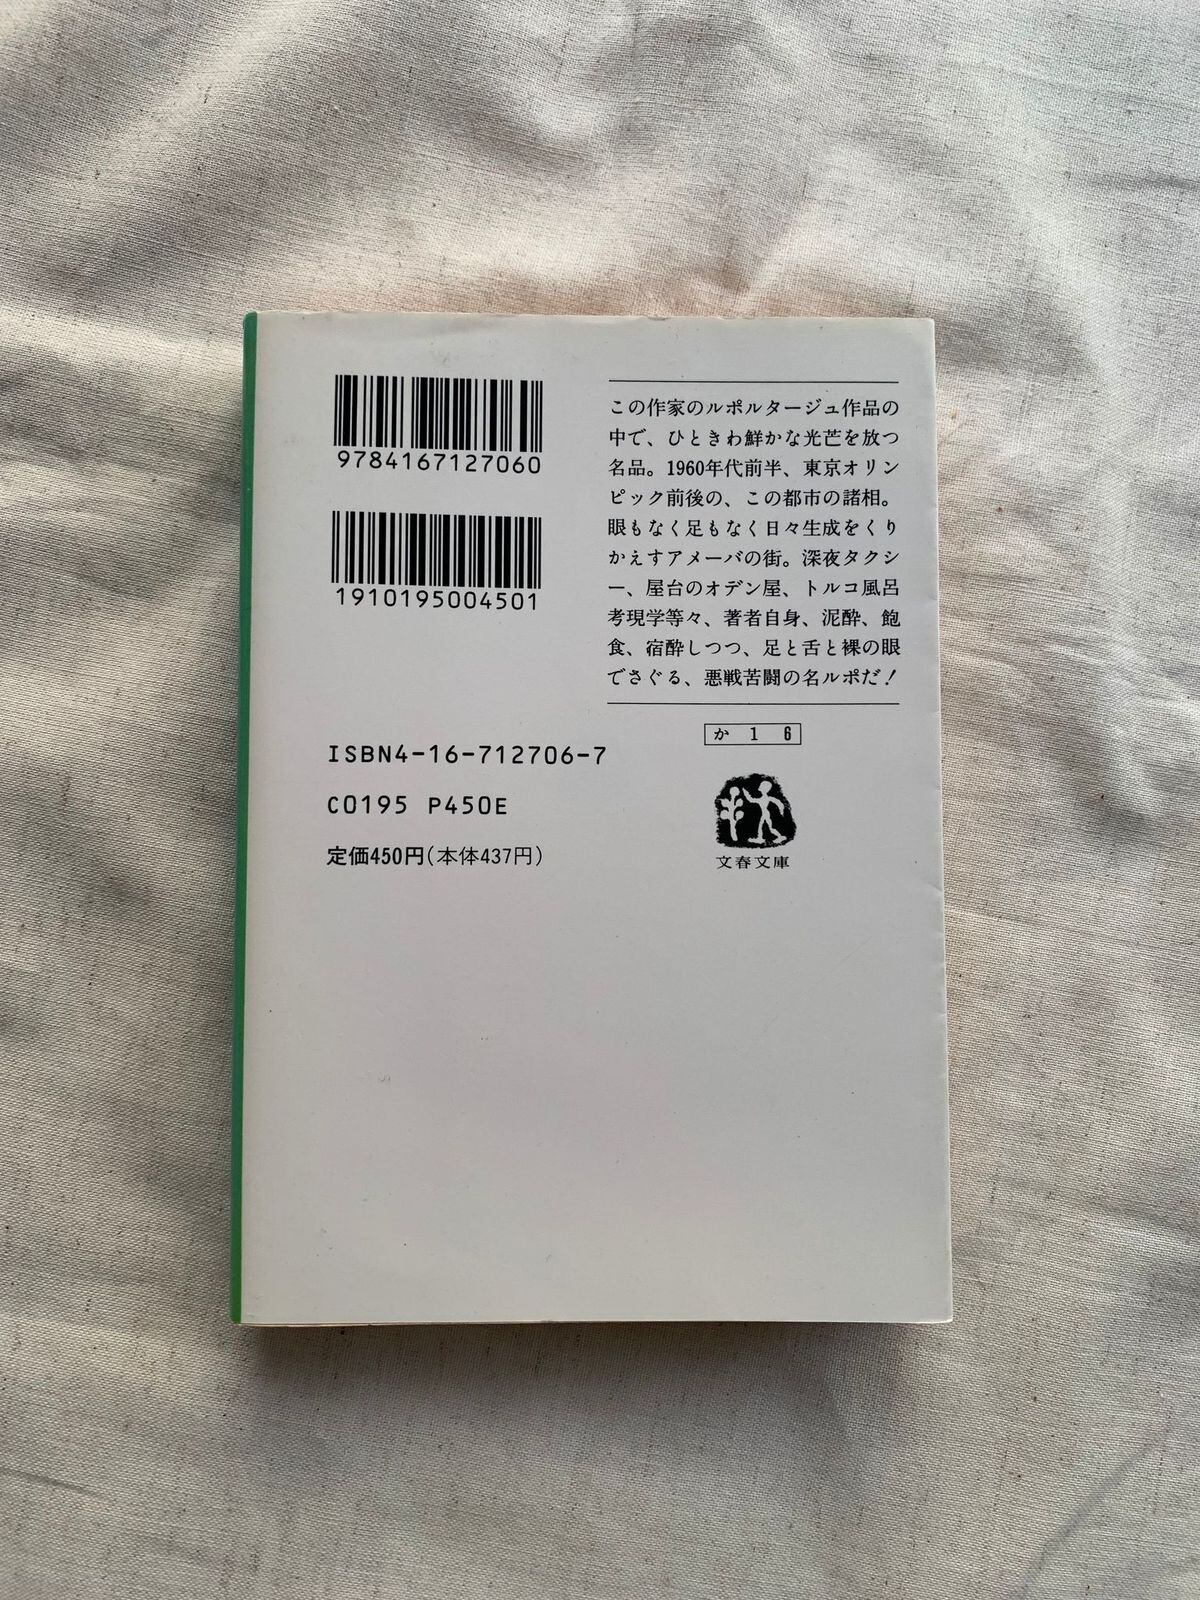 9784167127060
1910195004501
この作家のルポルタージュ作品の
中で、ひときわ鮮かな光芒を放つ
名品。1960年代前半、東京オリン
ピック前後の、この都市の諸相。
眼もなく足もなく日々生成をくり
かえすアメーバの街。深夜タクシ
ー、屋台のオデン屋、トルコ風呂
考現学等々、著者自身、泥酔、飽
食、宿酔しつつ、足と舌と裸の眼
でさぐる、悪戦苦闘の名ルポだ！
か 1 6
文春文庫
ISBN4-16-712706-7
C0195 P450E
定価450円(本体437円)